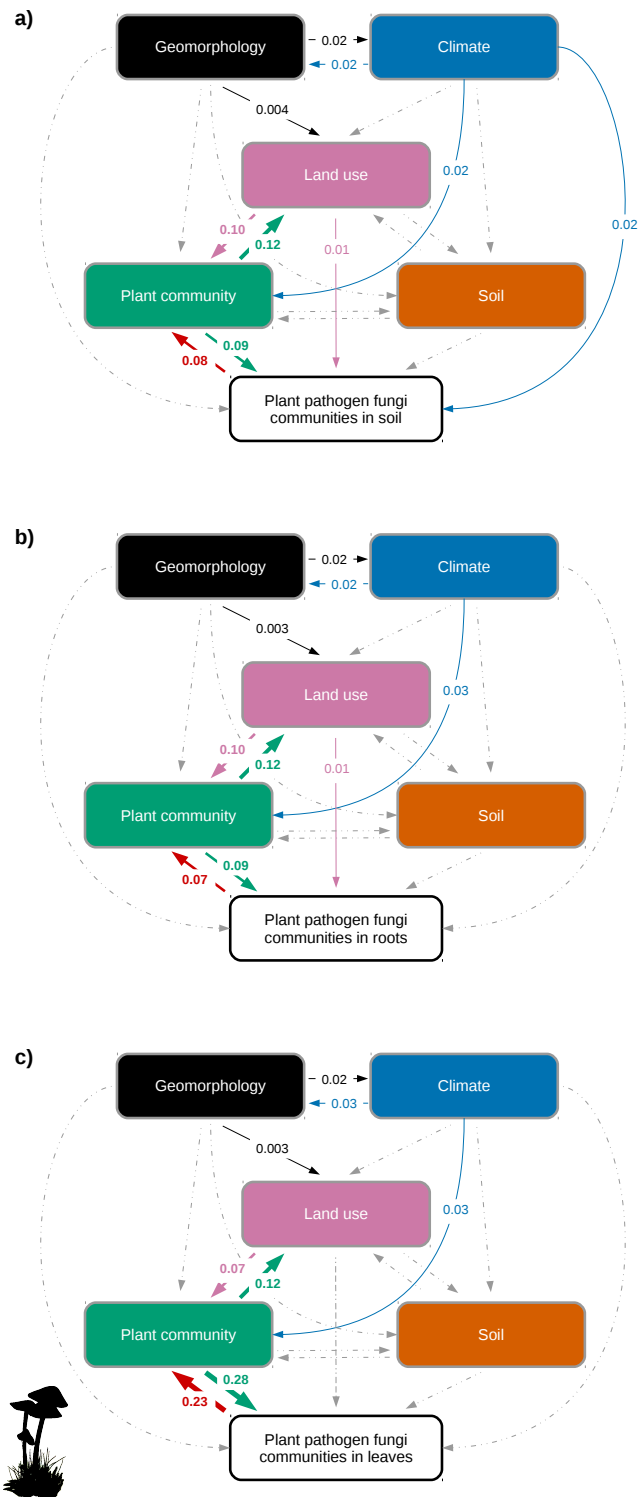 a)
Geomorphology
0.02
0.02
Climate
0.004
Land use
0.02
0.02
0.10
0.12
0.01
Plant community
Soil
0.09
0.08
Plant pathogen fungi
communities in soil
b)
Geomorphology
0.02
0.02
Climate
0.003
Land use
0.03
0.10
0.12
0.01
Plant community
Soil
0.09
0.07
Plant pathogen fungi
communities in roots
c)
Geomorphology
0.02
0.03
Climate
0.003
Land use
0.03
0.07
0.12
Plant community
Soil
0.28
0.23
Plant pathogen fungi
communities in leaves